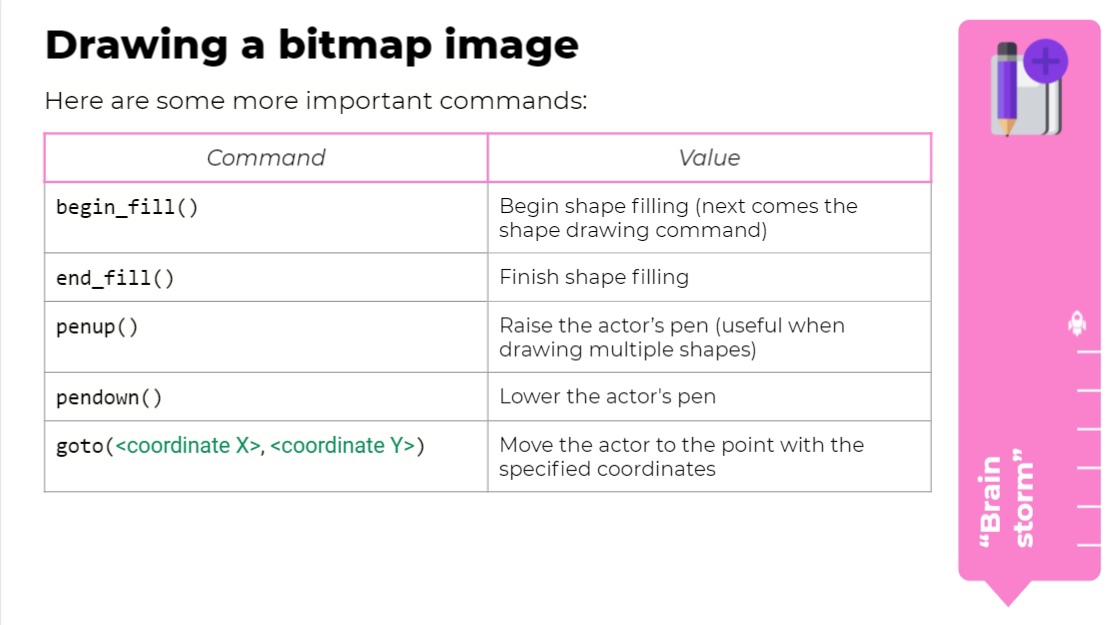 Drawing a bitmap image
Here are some more important commands:
Command
Value
begin_fill()
Begin shape filling (next comes the
shape drawing command)
end_fill()
Finish shape filling
penup()
Raise the actor’s pen (useful when
drawing multiple shapes)
pendown()
Lower the actor's pen
goto(<coordinate X>, <coordinate Y>)
Move the actor to the point with the
specified coordinates
“Brain
storm”